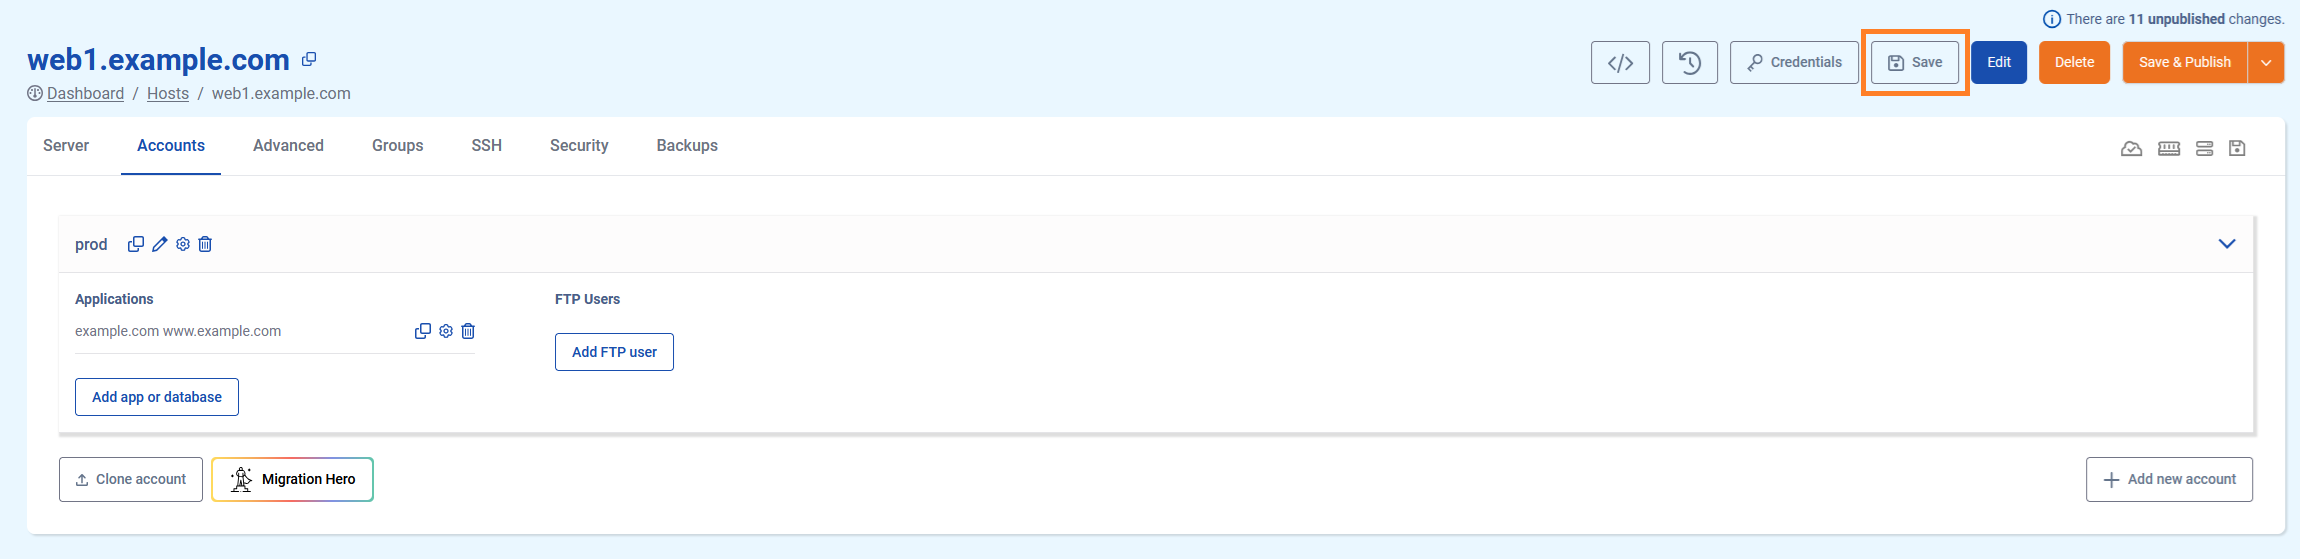 There are 11 unpublished changes.
web1.example.com
Credentials Save Edit Delete Save & Publish
Dashboard / Hosts / web1.example.com
Server Accounts Advanced Groups SSH Security Backups
prod
Applications FTP Users
example.com www.example.com
Add FTP user
Add app or database
Clone account Migration Hero Add new account